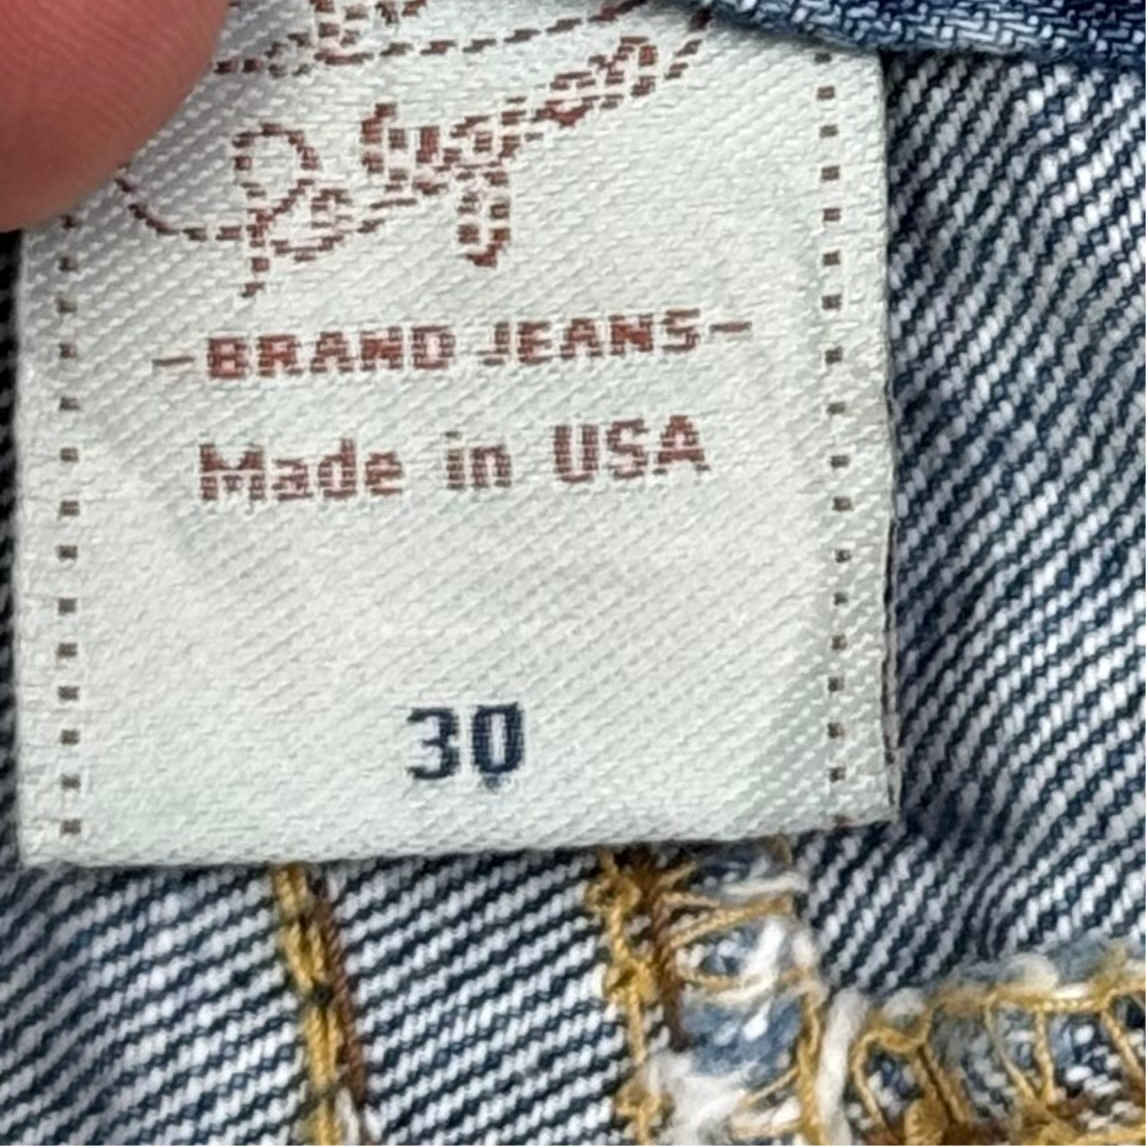 -BRAND JEANS-
Made in USA
30